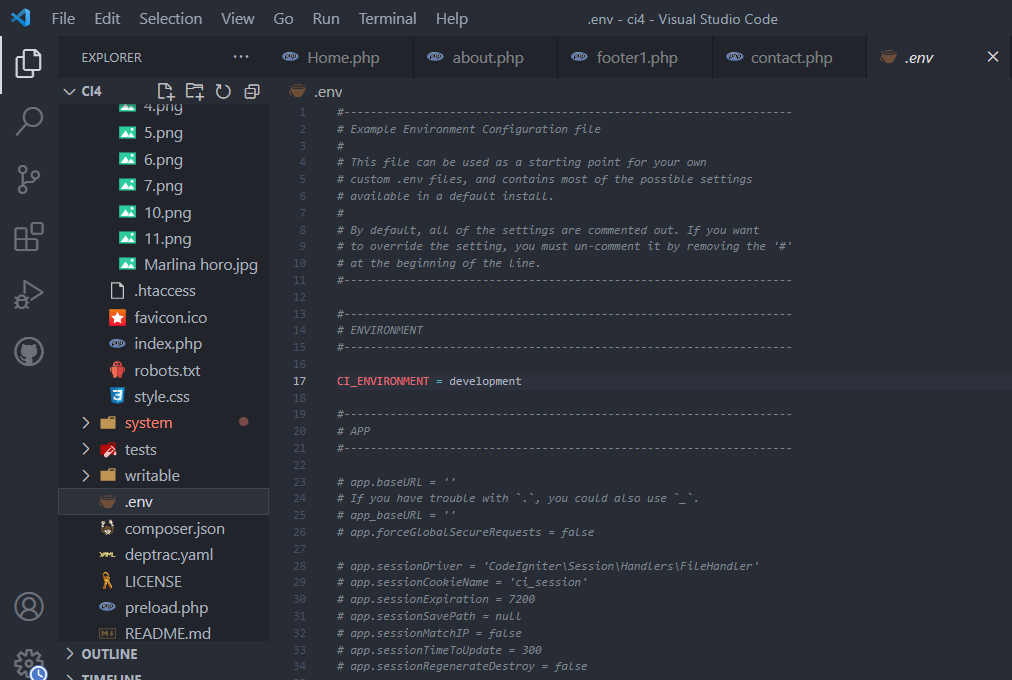 File Edit Selection View Go Run Terminal Help .env - ci4 - Visual Studio Code
EXPLORER ···
Home.php about.php footer1.php contact.php .env
CI4
4.png
5.png
6.png
7.png
10.png
11.png
Marlina horo.jpg
.htaccess
favicon.ico
index.php
robots.txt
style.css
system
tests
writable
.env
composer.json
deptrac.yaml
LICENSE
preload.php
README.md
OUTLINE
TIMELINE
.env
1 #--------------------------------------------------------------------
2 # Example Environment Configuration file
3 #
4 # This file can be used as a starting point for your own
5 # custom .env files, and contains most of the possible settings
6 # available in a default install.
7 #
8 # By default, all of the settings are commented out. If you want
9 # to override the setting, you must un-comment it by removing the '#'
10 # at the beginning of the line.
11 #--------------------------------------------------------------------
12
13 #--------------------------------------------------------------------
14 # ENVIRONMENT
15 #--------------------------------------------------------------------
16
17 CI_ENVIRONMENT = development
18
19 #--------------------------------------------------------------------
20 # APP
21 #--------------------------------------------------------------------
22
23 # app.baseURL = ''
24 # If you have trouble with `.`, you could also use `_`.
25 # app_baseURL = ''
26 # app.forceGlobalSecureRequests = false
27
28 # app.sessionDriver = 'CodeIgniter\Session\Handlers\FileHandler'
29 # app.sessionCookieName = 'ci_session'
30 # app.sessionExpiration = 7200
31 # app.sessionSavePath = null
32 # app.sessionMatchIP = false
33 # app.sessionTimeToUpdate = 300
34 # app.sessionRegenerateDestroy = false